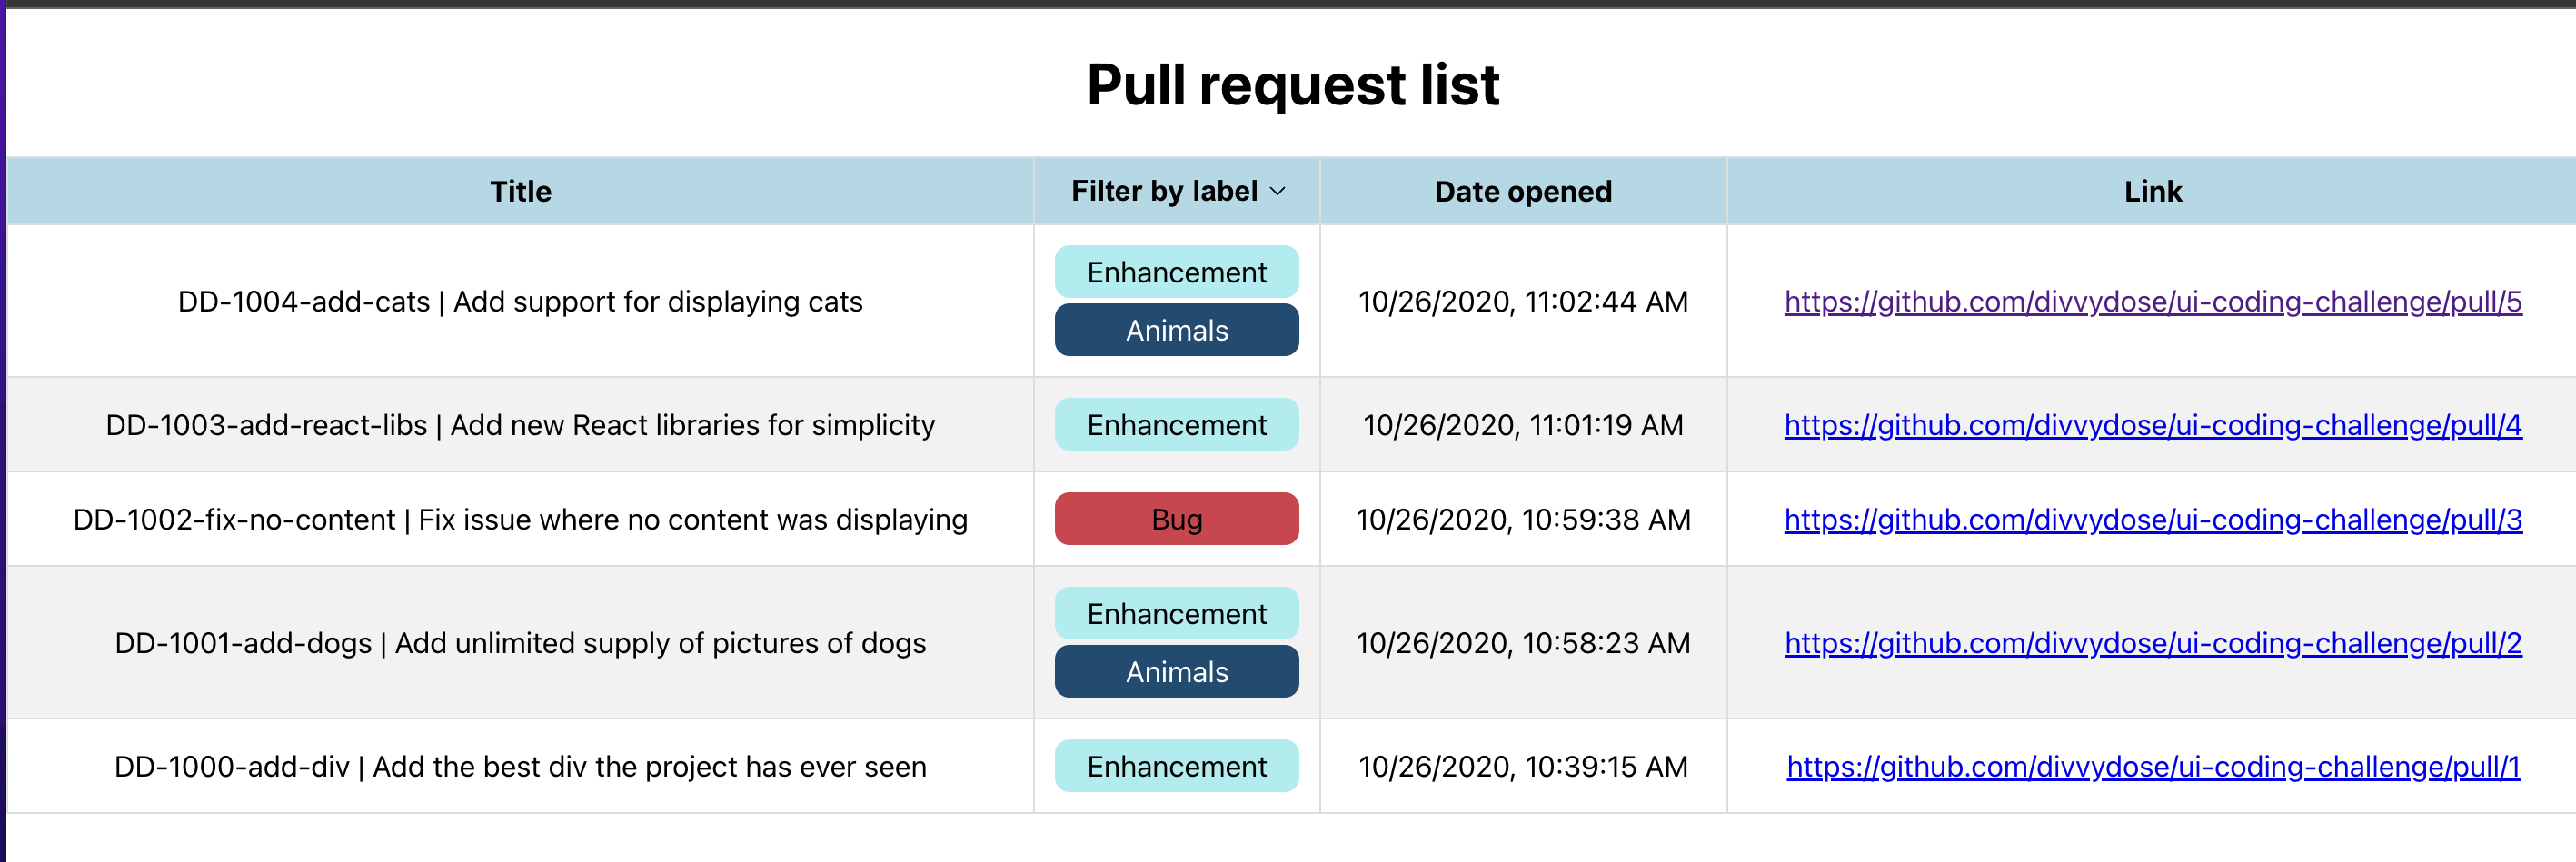 Pull request list
Title Filter by label Date opened Link
Enhancement
DD-1004-add-cats | Add support for displaying cats 10/26/2020, 11:02:44 AM https://github.com/divvydose/ui-coding-challenge/pull/5
Animals
DD-1003-add-react-libs | Add new React libraries for simplicity Enhancement 10/26/2020, 11:01:19 AM https://github.com/divvydose/ui-coding-challenge/pull/4
DD-1002-fix-no-content | Fix issue where no content was displaying Bug 10/26/2020, 10:59:38 AM https://github.com/divvydose/ui-coding-challenge/pull/3
Enhancement
DD-1001-add-dogs | Add unlimited supply of pictures of dogs 10/26/2020, 10:58:23 AM https://github.com/divvydose/ui-coding-challenge/pull/2
Animals
DD-1000-add-div | Add the best div the project has ever seen Enhancement 10/26/2020, 10:39:15 AM https://github.com/divvydose/ui-coding-challenge/pull/1